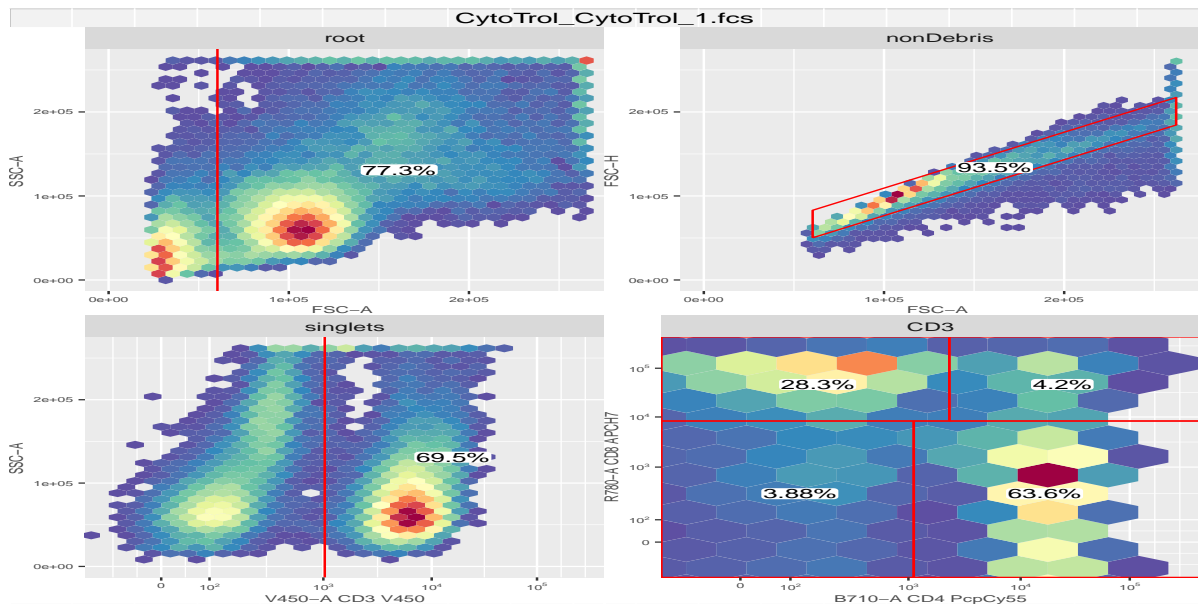 CytoTrol_CytoTrol_1.fcs
root
nonDebris
SSC-A
2e+05
1e+05
0e+00
77.3%
0e+00
1e+05
2e+05
FSC-A
FSC-H
2e+05
1e+05
0e+00
93.5%
0e+00
1e+05
2e+05
FSC-A
singlets
CD3
SSC-A
2e+05
1e+05
0e+00
69.5%
0
10²
10³
10⁴
10⁵
V450-A CD3 V450
R780-A CD8 APCH7
10⁵
10⁴
10³
10²
0
28.3%
4.2%
3.88%
63.6%
0
10³
10⁴
10⁵
B710-A CD4 PcpCy55